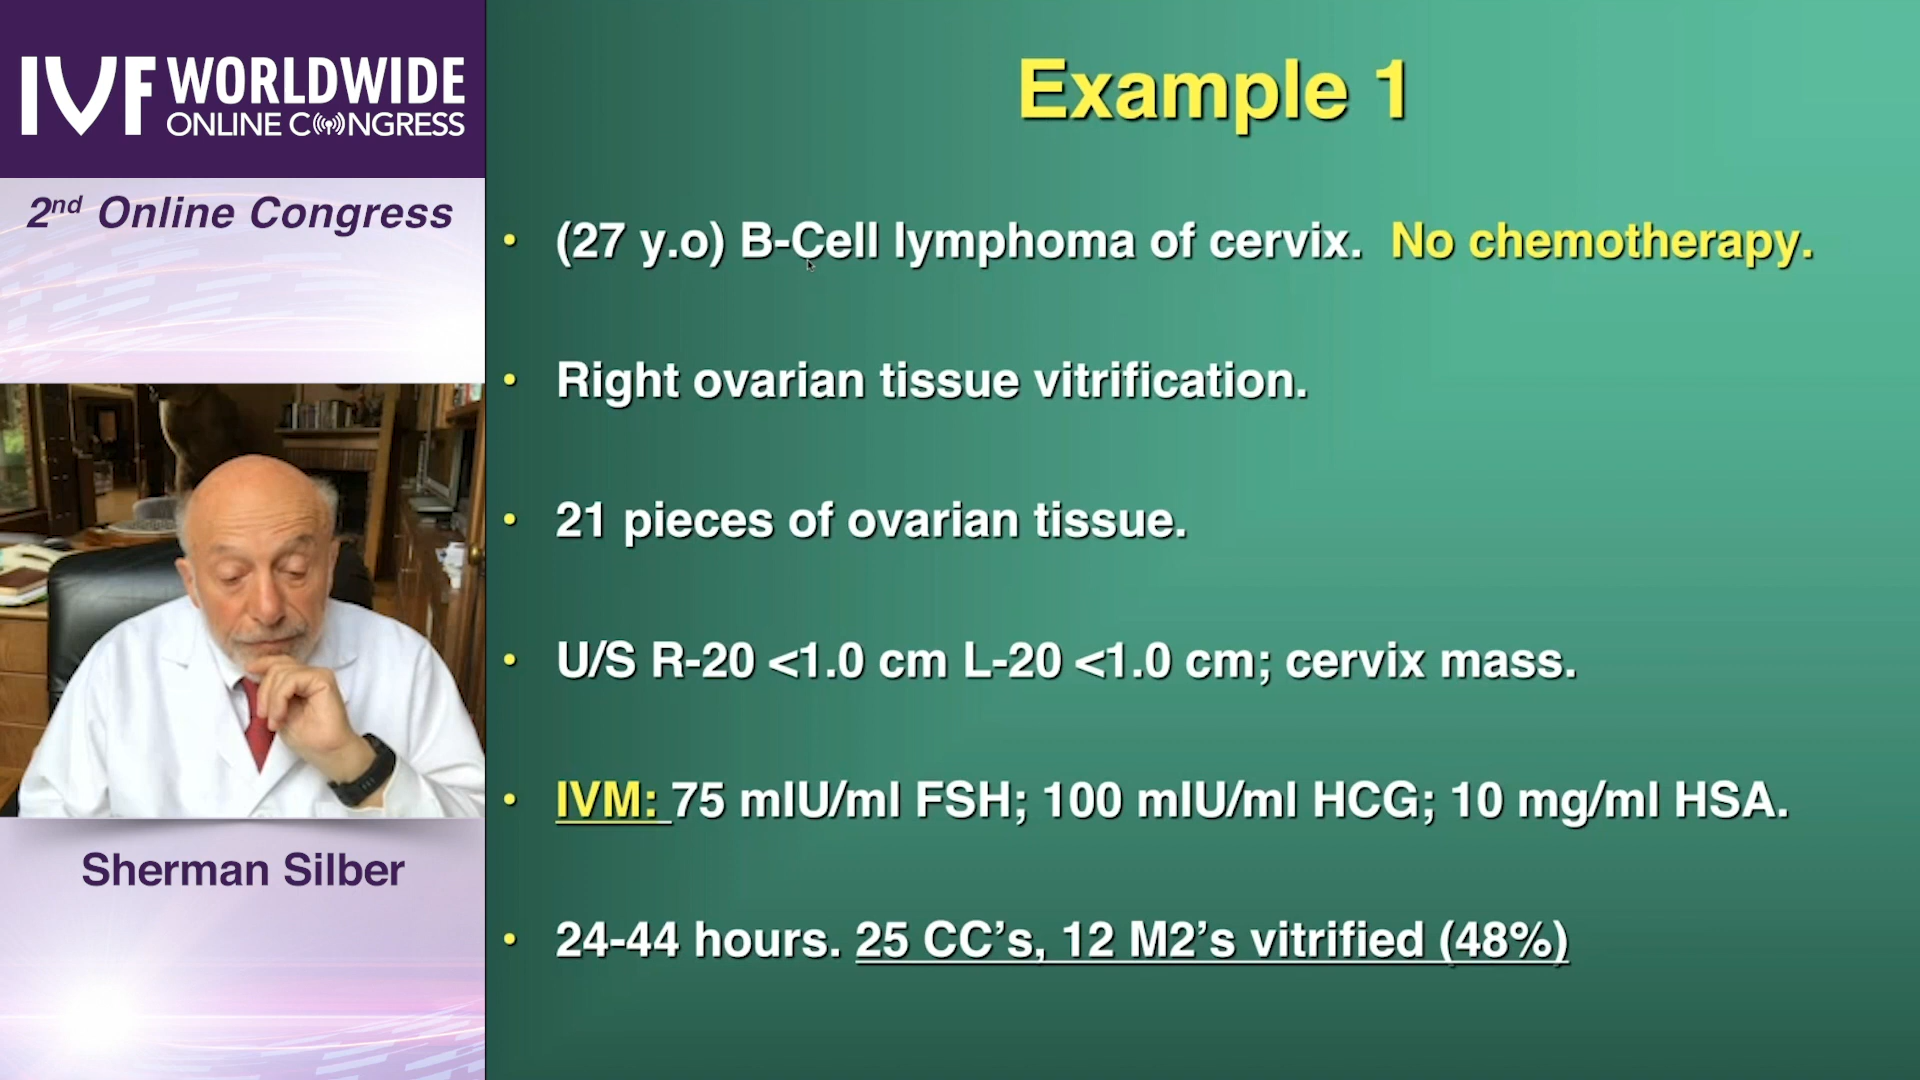 IVF WORLDWIDE
ONLINE CONGRESS
2nd Online Congress
Sherman Silber
Example 1
• (27 y.o) B-Cell lymphoma of cervix. No chemotherapy.
• Right ovarian tissue vitrification.
• 21 pieces of ovarian tissue.
• U/S R-20 <1.0 cm L-20 <1.0 cm; cervix mass.
• IVM: 75 mIU/ml FSH; 100 mIU/ml HCG; 10 mg/ml HSA.
• 24-44 hours. 25 CC’s, 12 M2’s vitrified (48%)